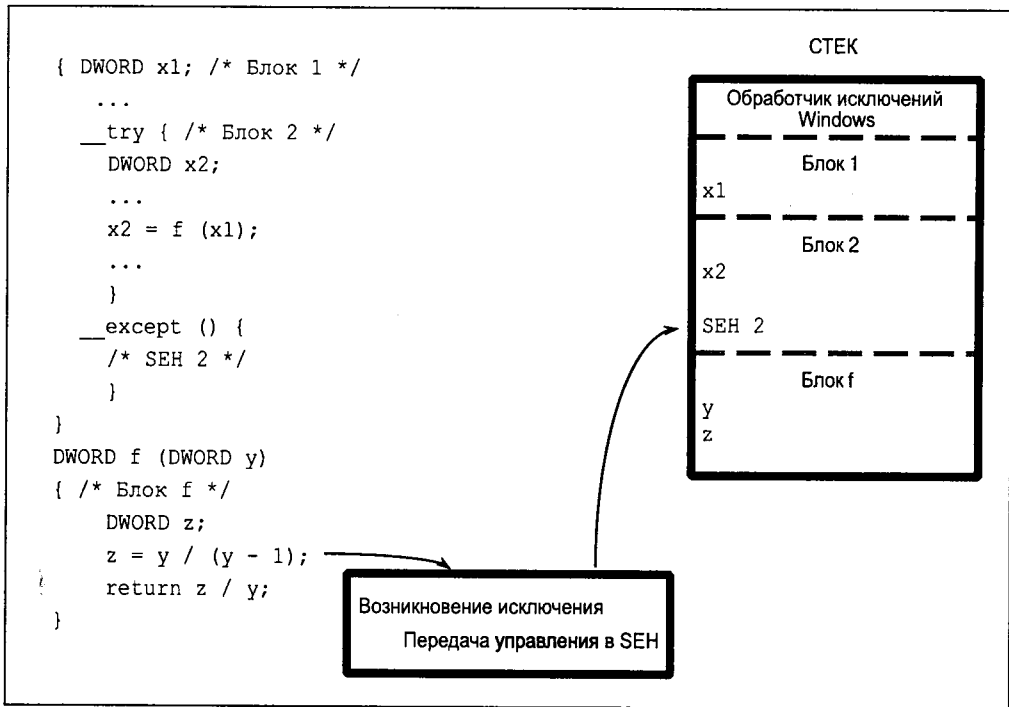 { DWORD x1; /* Блок 1 */
...
__try { /* Блок 2 */
DWORD x2;
...
x2 = f (x1);
...
}
__except () {
/* SEH 2 */
}
}
DWORD f (DWORD y)
{ /* Блок f */
DWORD z;
z = y / (y - 1);
return z / y;
}
Возникновение исключения
Передача управления в SEH
СТЕК
Обработчик исключений
Windows
Блок 1
x1
Блок 2
x2
SEH 2
Блок f
y
z